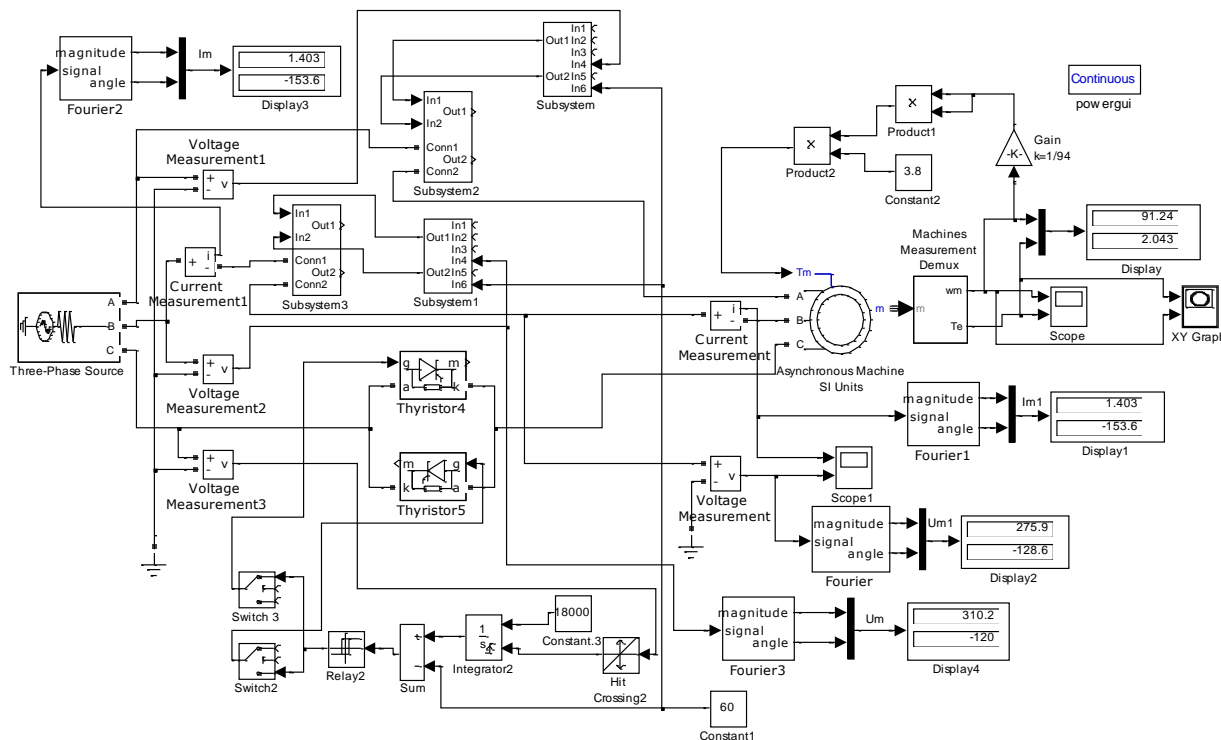 magnitude
signal
angle
Fourier2
Im
1.403
-153.6
Display3
Voltage
Measurement1
+
-
v
In1
Out1 In2
In3
In4
Out2 In5
In6
Subsystem
In1
Out1
In2
Conn1
Out2
Conn2
Subsystem2
Continuous
powergui
×
Product1
×
Product2
3.8
Constant2
-K-
Gain
k=1/94
91.24
2.043
Display
Machines
Measurement
Demux
wm
m
Te
Scope
XY Graph
In1
Out1
In2
Conn1
Out2
Conn2
Subsystem3
In1
Out1 In2
In3
In4
Out2 In5
In6
Subsystem1
+
i
-
Current
Measurement1
A
B
C
Three-Phase Source
+
-
v
Voltage
Measurement2
g
m
a
k
Thyristor4
+
i
-
Current
Measurement
Tm
A
B
C
m
Asynchronous Machine
SI Units
magnitude
signal
angle
Fourier1
Im1
1.403
-153.6
Display1
+
-
v
Voltage
Measurement3
m
g
k
a
Thyristor5
+
-
v
Voltage
Measurement
Scope1
magnitude
signal
angle
Fourier
Um1
275.9
-128.6
Display2
Switch 3
Switch2
Relay2
Sum
1
s
Integrator2
18000
Constant.3
Hit
Crossing2
magnitude
signal
angle
Fourier3
Um
310.2
-120
Display4
60
Constant1